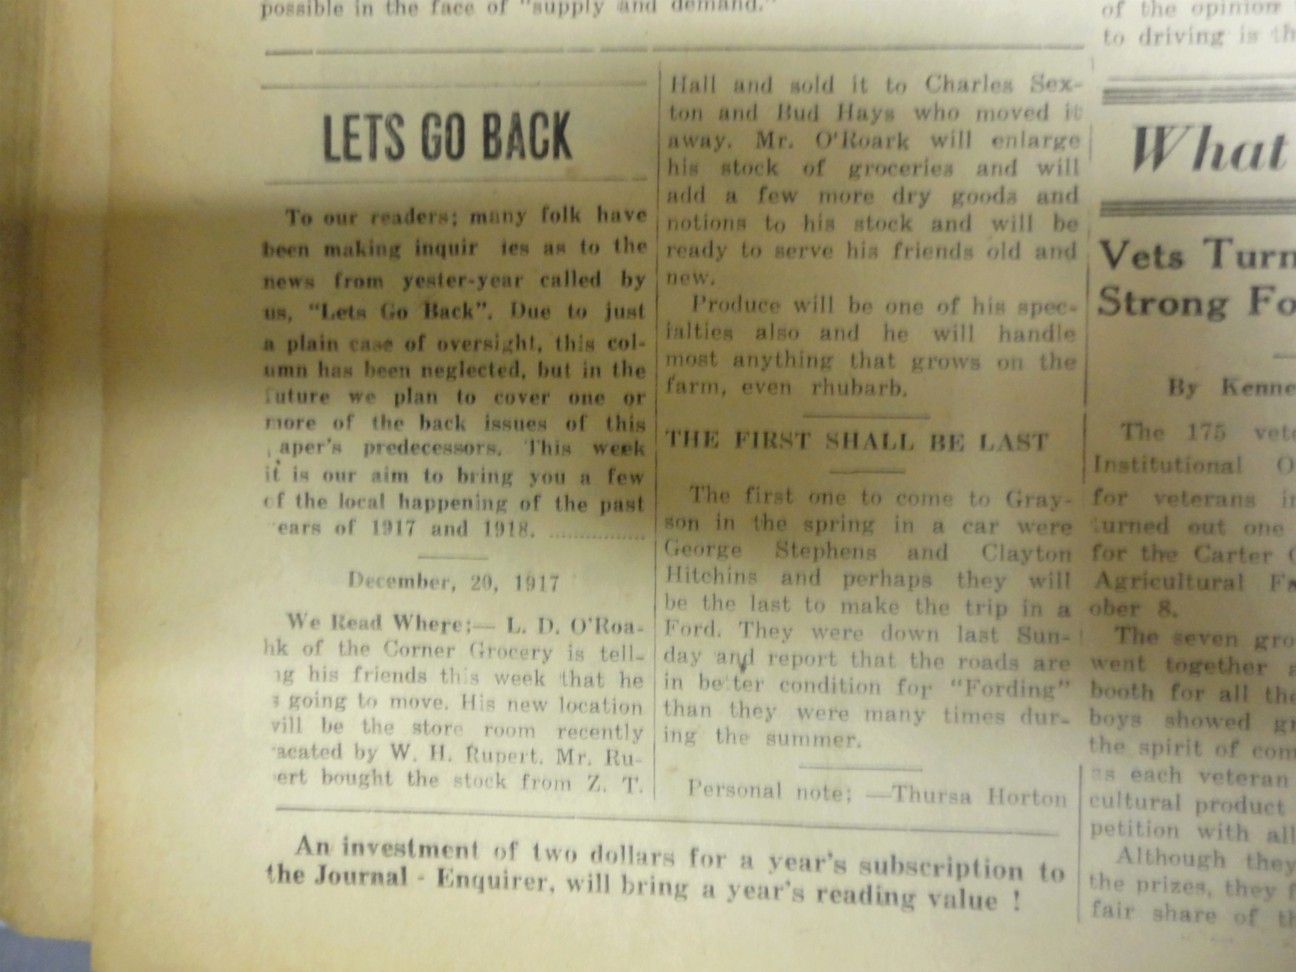 possible in the face of "supply and demand."
LETS GO BACK
To our readers; many folk have
been making inquir ies as to the
news from yester-year called by
us, "Lets Go Back". Due to just
a plain case of oversight, this col-
umn has been neglected, but in the
future we plan to cover one or
more of the back issues of this
aper's predecessors. This week
it is our aim to bring you a few
of the local happening of the past
ears of 1917 and 1918. ................
December, 20, 1917
We Read Where;— L. D. O'Roa-
hk of the Corner Grocery is tell-
ng his friends this week that he
s going to move. His new location
vill be the store room recently
acated by W. H. Rupert. Mr. Ru-
ert bought the stock from Z. T.
Hall and sold it to Charles Sex-
ton and Bud Hays who moved it
away. Mr. O'Roark will enlarge
his stock of groceries and will
add a few more dry goods and
notions to his stock and will be
ready to serve his friends old and
new.
Produce will be one of his spec-
ialties also and he will handle
most anything that grows on the
farm, even rhubarb.
THE FIRST SHALL BE LAST
The first one to come to Gray-
son in the spring in a car were
George Stephens and Clayton
Hitchins and perhaps they will
be the last to make the trip in a
Ford. They were down last Sun-
day and report that the roads are
in better condition for "Fording"
than they were many times dur-
ing the summer.
Personal note; —Thursa Horton
An investment of two dollars for a year's subscription to
the Journal - Enquirer, will bring a year's reading value !
of the opinion
to driving is th
What
Vets Turn
Strong Fo
By Kenne
The 175 vete
Institutional O
for veterans in
turned out one
for the Carter C
Agricultural Fa
ober 8.
The seven gro
went together a
booth for all the
boys showed gr
the spirit of com
as each veteran
cultural product
petition with all
Although they
the prizes, they f
fair share of th